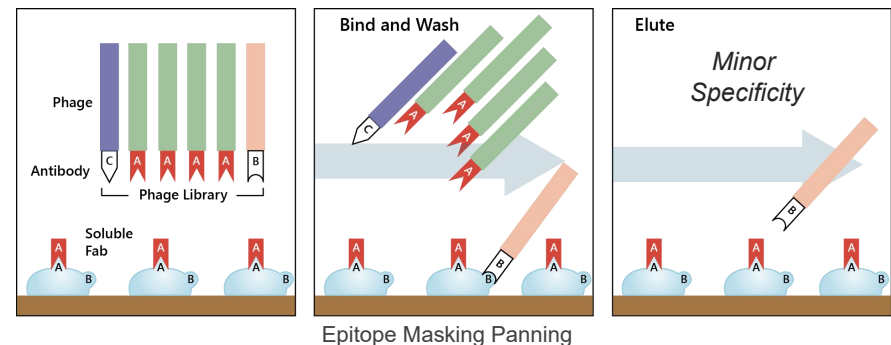 Phage
C
A
A
A
A
B
Antibody
Phage Library
Soluble
Fab
A
A
A
A
A
A
B
B
B
Bind and Wash
C
A
A
A
A
B
A
A
A
A
A
A
B
B
B
Elute
Minor
Specificity
B
A
A
A
A
A
A
B
B
B
Epitope Masking Panning